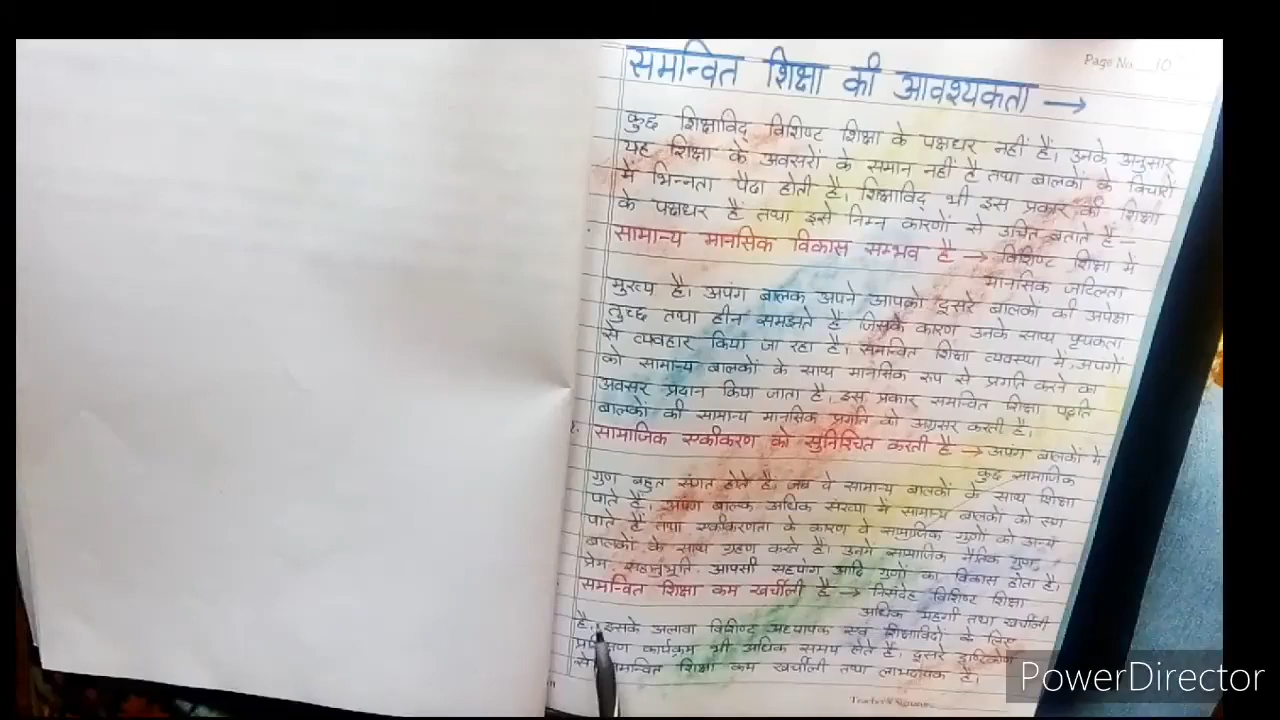 Page No. 10
समन्वित शिक्षा की आवश्यकता →
कुछ शिक्षाविद् विशिष्ट शिक्षा के पक्षधर नहीं हैं। उनके अनुसार
यह शिक्षा के अवसरों के समान नहीं है तथा बालकों के विचारों
में भिन्नता पैदा होती है। शिक्षाविद् भी इस प्रकार की शिक्षा
के पक्षधर हैं तथा इसे निम्न कारणों से उचित बताते हैं-
सामान्य मानसिक विकास सम्भव है → विशिष्ट शिक्षा में
मानसिक जटिलता
मुख्य है। अपंग बालक अपने आपको दूसरे बालकों की अपेक्षा
तुच्छ तथा हीन समझते हैं जिसके कारण उनके साथ पृथकता
से व्यवहार किया जा रहा है। समन्वित शिक्षा व्यवस्था में, अपंगों
को सामान्य बालकों के साथ मानसिक रूप से प्रगति करने का
अवसर प्रदान किया जाता है। इस प्रकार समन्वित शिक्षा पद्धति
बालकों की सामान्य मानसिक प्रगति को अग्रसर करती है।
सामाजिक एकीकरण को सुनिश्चित करती है → अपंग बालकों में
कुछ सामाजिक
गुण बहुत संगत होते हैं। जब वे सामान्य बालकों के साथ शिक्षा
पाते हैं। अपंग बालक अधिक संख्या में सामान्य बालकों का
पाते हैं तथा एकीकरणता के कारण वे सामाजिक गुणों को अन्य
बालकों के साथ ग्रहण करते हैं। उनमें सामाजिक नैतिक गुण,
प्रेम, सहानुभूति, आपसी सहयोग आदि गुणों का विकास होता है।
समन्वित शिक्षा कम खर्चीली है → निसंदेह विशिष्ट शिक्षा
अधिक महंगी तथा खर्चीली
है। इसके अलावा विशिष्ट अध्यापक एवं शिक्षाविदों के लिए
कार्यक्रम भी अधिक समय लेते हैं। दूसरे दृष्टिकोण
से समन्वित शिक्षा कम खर्चीली तथा लाभदायक है।
Teacher's Signature
PowerDirector